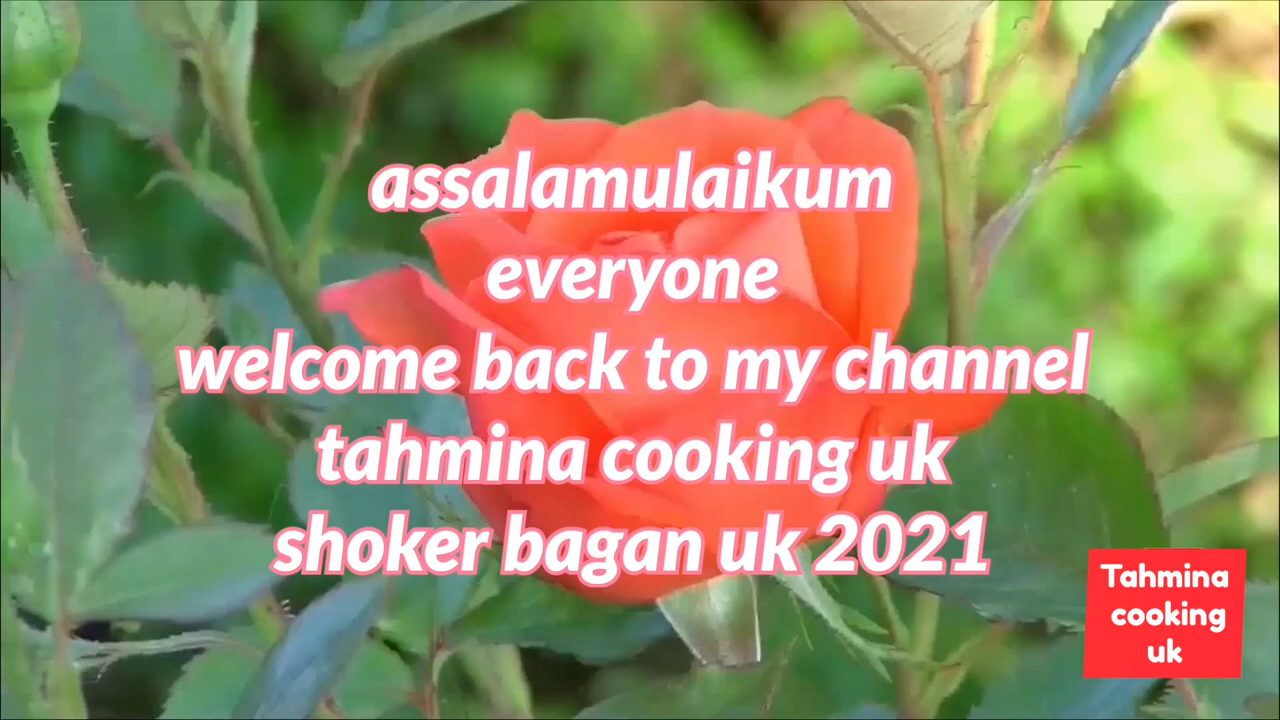 assalamulaikum
everyone
welcome back to my channel
tahmina cooking uk
shoker bagan uk 2021
Tahmina
cooking
uk